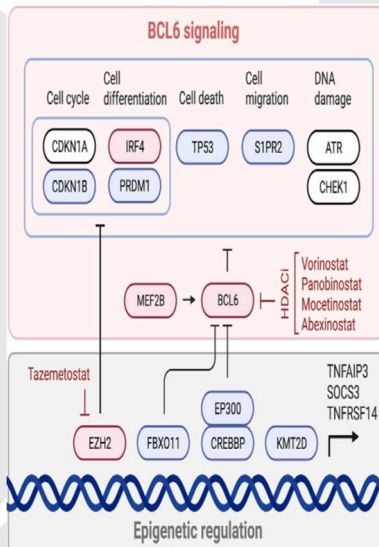 BCL6 signaling
Cell cycle
Cell
differentiation
Cell death
Cell
migration
DNA
damage
CDKN1A
IRF4
TP53
S1PR2
ATR
CDKN1B
PRDM1
CHEK1
MEF2B
BCL6
HDACi
Vorinostat
Panobinostat
Mocetinostat
Abexinostat
Tazemetostat
TNFAIP3
SOCS3
TNFRSF14
EZH2
FBXO11
EP300
CREBBP
KMT2D
Epigenetic regulation